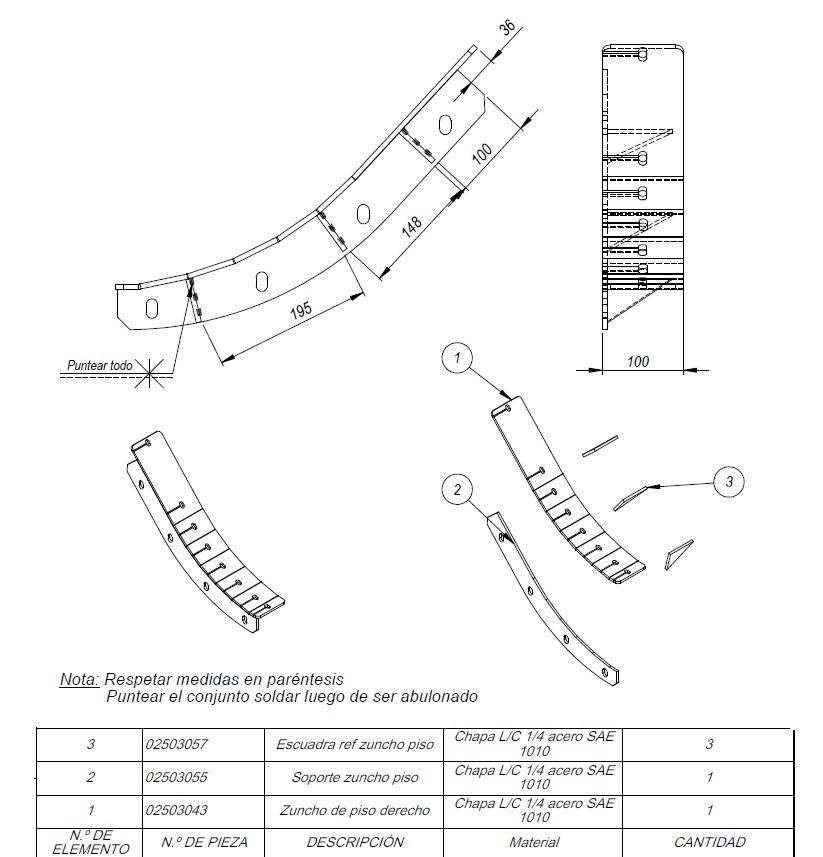 36
100
148
195
Puntear todo
100
1
2
3
Nota: Respetar medidas en paréntesis
Puntear el conjunto soldar luego de ser abulonado
3 02503057 Escuadra ref zuncho piso Chapa L/C 1/4 acero SAE 1010 3
2 02503055 Soporte zuncho piso Chapa L/C 1/4 acero SAE 1010 1
1 02503043 Zuncho de piso derecho Chapa L/C 1/4 acero SAE 1010 1
N.º DE ELEMENTO N.º DE PIEZA DESCRIPCIÓN Material CANTIDAD